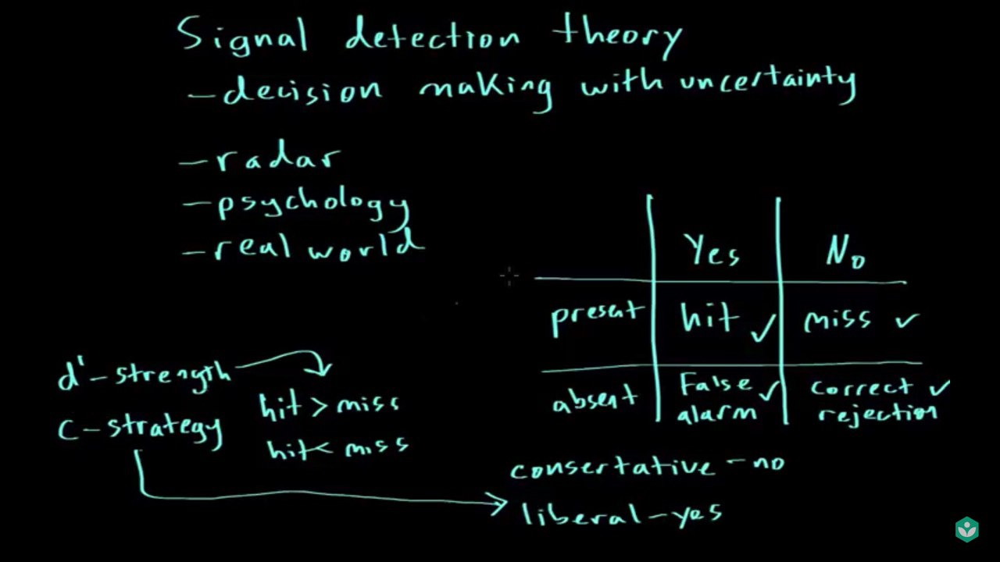 Signal detection theory
- decision making with uncertainty
- radar
- psychology
- real world
Yes No
present hit ✓ miss ✓
absent False alarm ✓ correct rejection ✓
d' - strength
hit > miss
c - strategy
hit < miss
consertative - no
liberal - yes